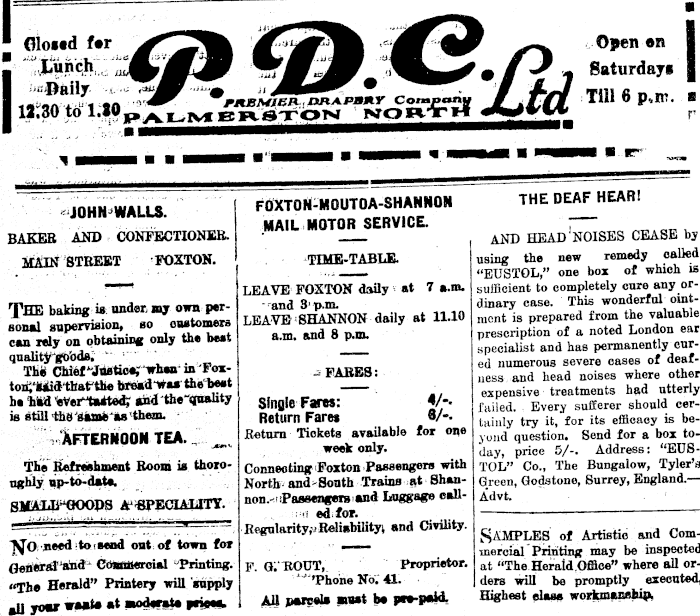 Closed for
Lunch
Daily
12.30 to 1.30
P.D.C. Ltd
PREMIER DRAPERY Company
PALMERSTON NORTH
Open on
Saturdays
Till 6 p.m.
JOHN WALLS.
BAKER AND CONFECTIONER.
MAIN STREET FOXTON.
THE baking is under my own per-
sonal supervision, so customers
can rely on obtaining only the best
quality goods.
The Chief Justice, when in Fox-
ton, said that the bread was the best
he had ever tasted, and the quality
is still the same as them.
AFTERNOON TEA.
The Refreshment Room is thoro-
ughly up-to-date.
SMALL GOODS A SPECIALITY.
NO need to send out of town for
General and Commercial Printing.
"The Herald" Printery will supply
all your wants at moderate prices.
FOXTON-MOUTOA-SHANNON
MAIL MOTOR SERVICE.
TIME-TABLE.
LEAVE FOXTON daily at 7 a.m.
and 3 p.m.
LEAVE SHANNON daily at 11.10
a.m. and 8 p.m.
FARES:
Single Fares: 4/-.
Return Fares 6/-.
Return Tickets available for one
week only.
Connecting Foxton Passengers with
North and South Trains at Shan-
non. Passengers and Luggage call-
ed for.
Regularity, Reliability, and Civility.
F. G. ROUT, Proprietor.
'Phone No. 41.
All parcels must be pre-paid.
THE DEAF HEAR!
AND HEAD NOISES CEASE by
using the new remedy called
"EUSTOL," one box of which is
sufficient to completely cure any or-
dinary case. This wonderful oint-
ment is prepared from the valuable
prescription of a noted London ear
specialist and has permanently cur-
ed numerous severe cases of deaf-
ness and head noises where other
expensive treatments had utterly
failed. Every sufferer should cer-
tainly try it, for its efficacy is be-
yond question. Send for a box to-
day, price 5/-. Address: "EUS-
TOL" Co., The Bungalow, Tyler's
Green, Godstone, Surrey, England.—
Advt.
SAMPLES of Artistic and Com-
mercial Printing may be inspected
at "The Herald Office" where all or-
ders will be promptly executed.
Highest class workmanship.